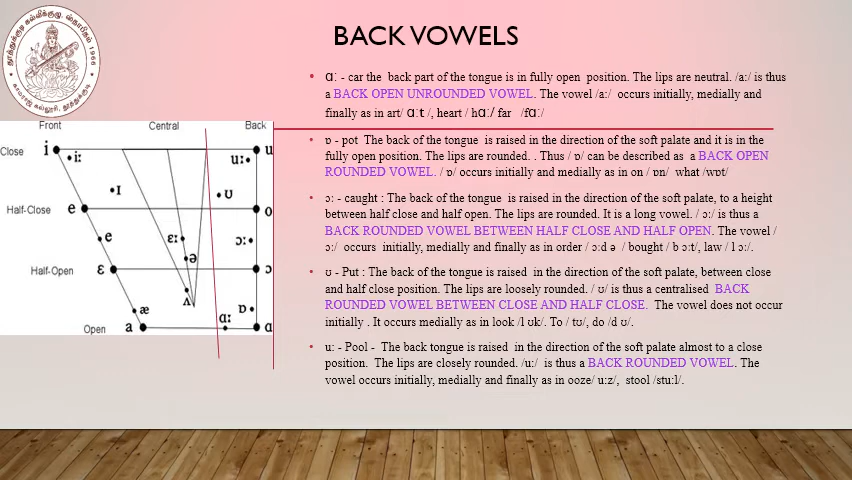 தூத்துக்குடி கல்விக்குழு, ஸ்தாபிதம் 1966
காமராஜ் கல்லூரி, தூத்துக்குடி
BACK VOWELS
• ɑː - car the back part of the tongue is in fully open position. The lips are neutral. /a:/ is thus
a BACK OPEN UNROUNDED VOWEL. The vowel /a:/ occurs initially, medially and
finally as in art/ ɑːt /, heart / hɑː/ far /fɑː/
• ɒ - pot The back of the tongue is raised in the direction of the soft palate and it is in the
fully open position. The lips are rounded. . Thus / ɒ/ can be described as a BACK OPEN
ROUNDED VOWEL. / ɒ/ occurs initially and medially as in on / ɒn/ what /wɒt/
• ɔ: - caught : The back of the tongue is raised in the direction of the soft palate, to a height
between half close and half open. The lips are rounded. It is a long vowel. / ɔ:/ is thus a
BACK ROUNDED VOWEL BETWEEN HALF CLOSE AND HALF OPEN. The vowel /
ɔ:/ occurs initially, medially and finally as in order / ɔ:d ə / bought / b ɔ:t/, law / l ɔ:/.
• ʊ - Put : The back of the tongue is raised in the direction of the soft palate, between close
and half close position. The lips are loosely rounded. / ʊ/ is thus a centralised BACK
ROUNDED VOWEL BETWEEN CLOSE AND HALF CLOSE. The vowel does not occur
initially . It occurs medially as in look /l ʊk/. To / tʊ/, do /d ʊ/.
• u: - Pool - The back tongue is raised in the direction of the soft palate almost to a close
position. The lips are closely rounded. /u:/ is thus a BACK ROUNDED VOWEL. The
vowel occurs initially, medially and finally as in ooze/ u:z/, stool /stu:l/.
Front Central Back
Close i u
i: u:
ɪ ʊ
Half-Close e o
e ɛ: ɔ:
ə
Half-Open ɛ ɔ
ʌ
æ ɑ: ɒ
Open a ɑ